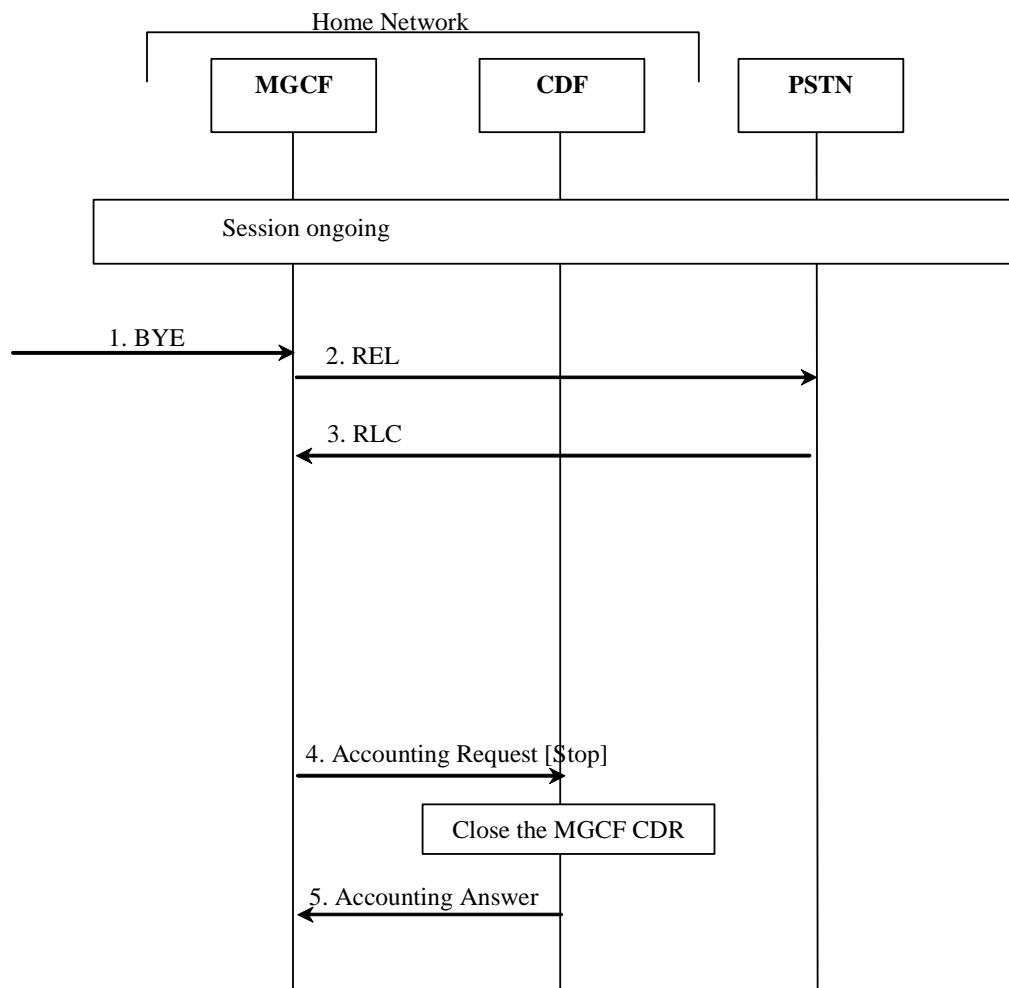 Home Network
MGCF
CDF
PSTN
Session ongoing
1. BYE
2. REL
3. RLC
4. Accounting Request [Stop]
Close the MGCF CDR
5. Accounting Answer